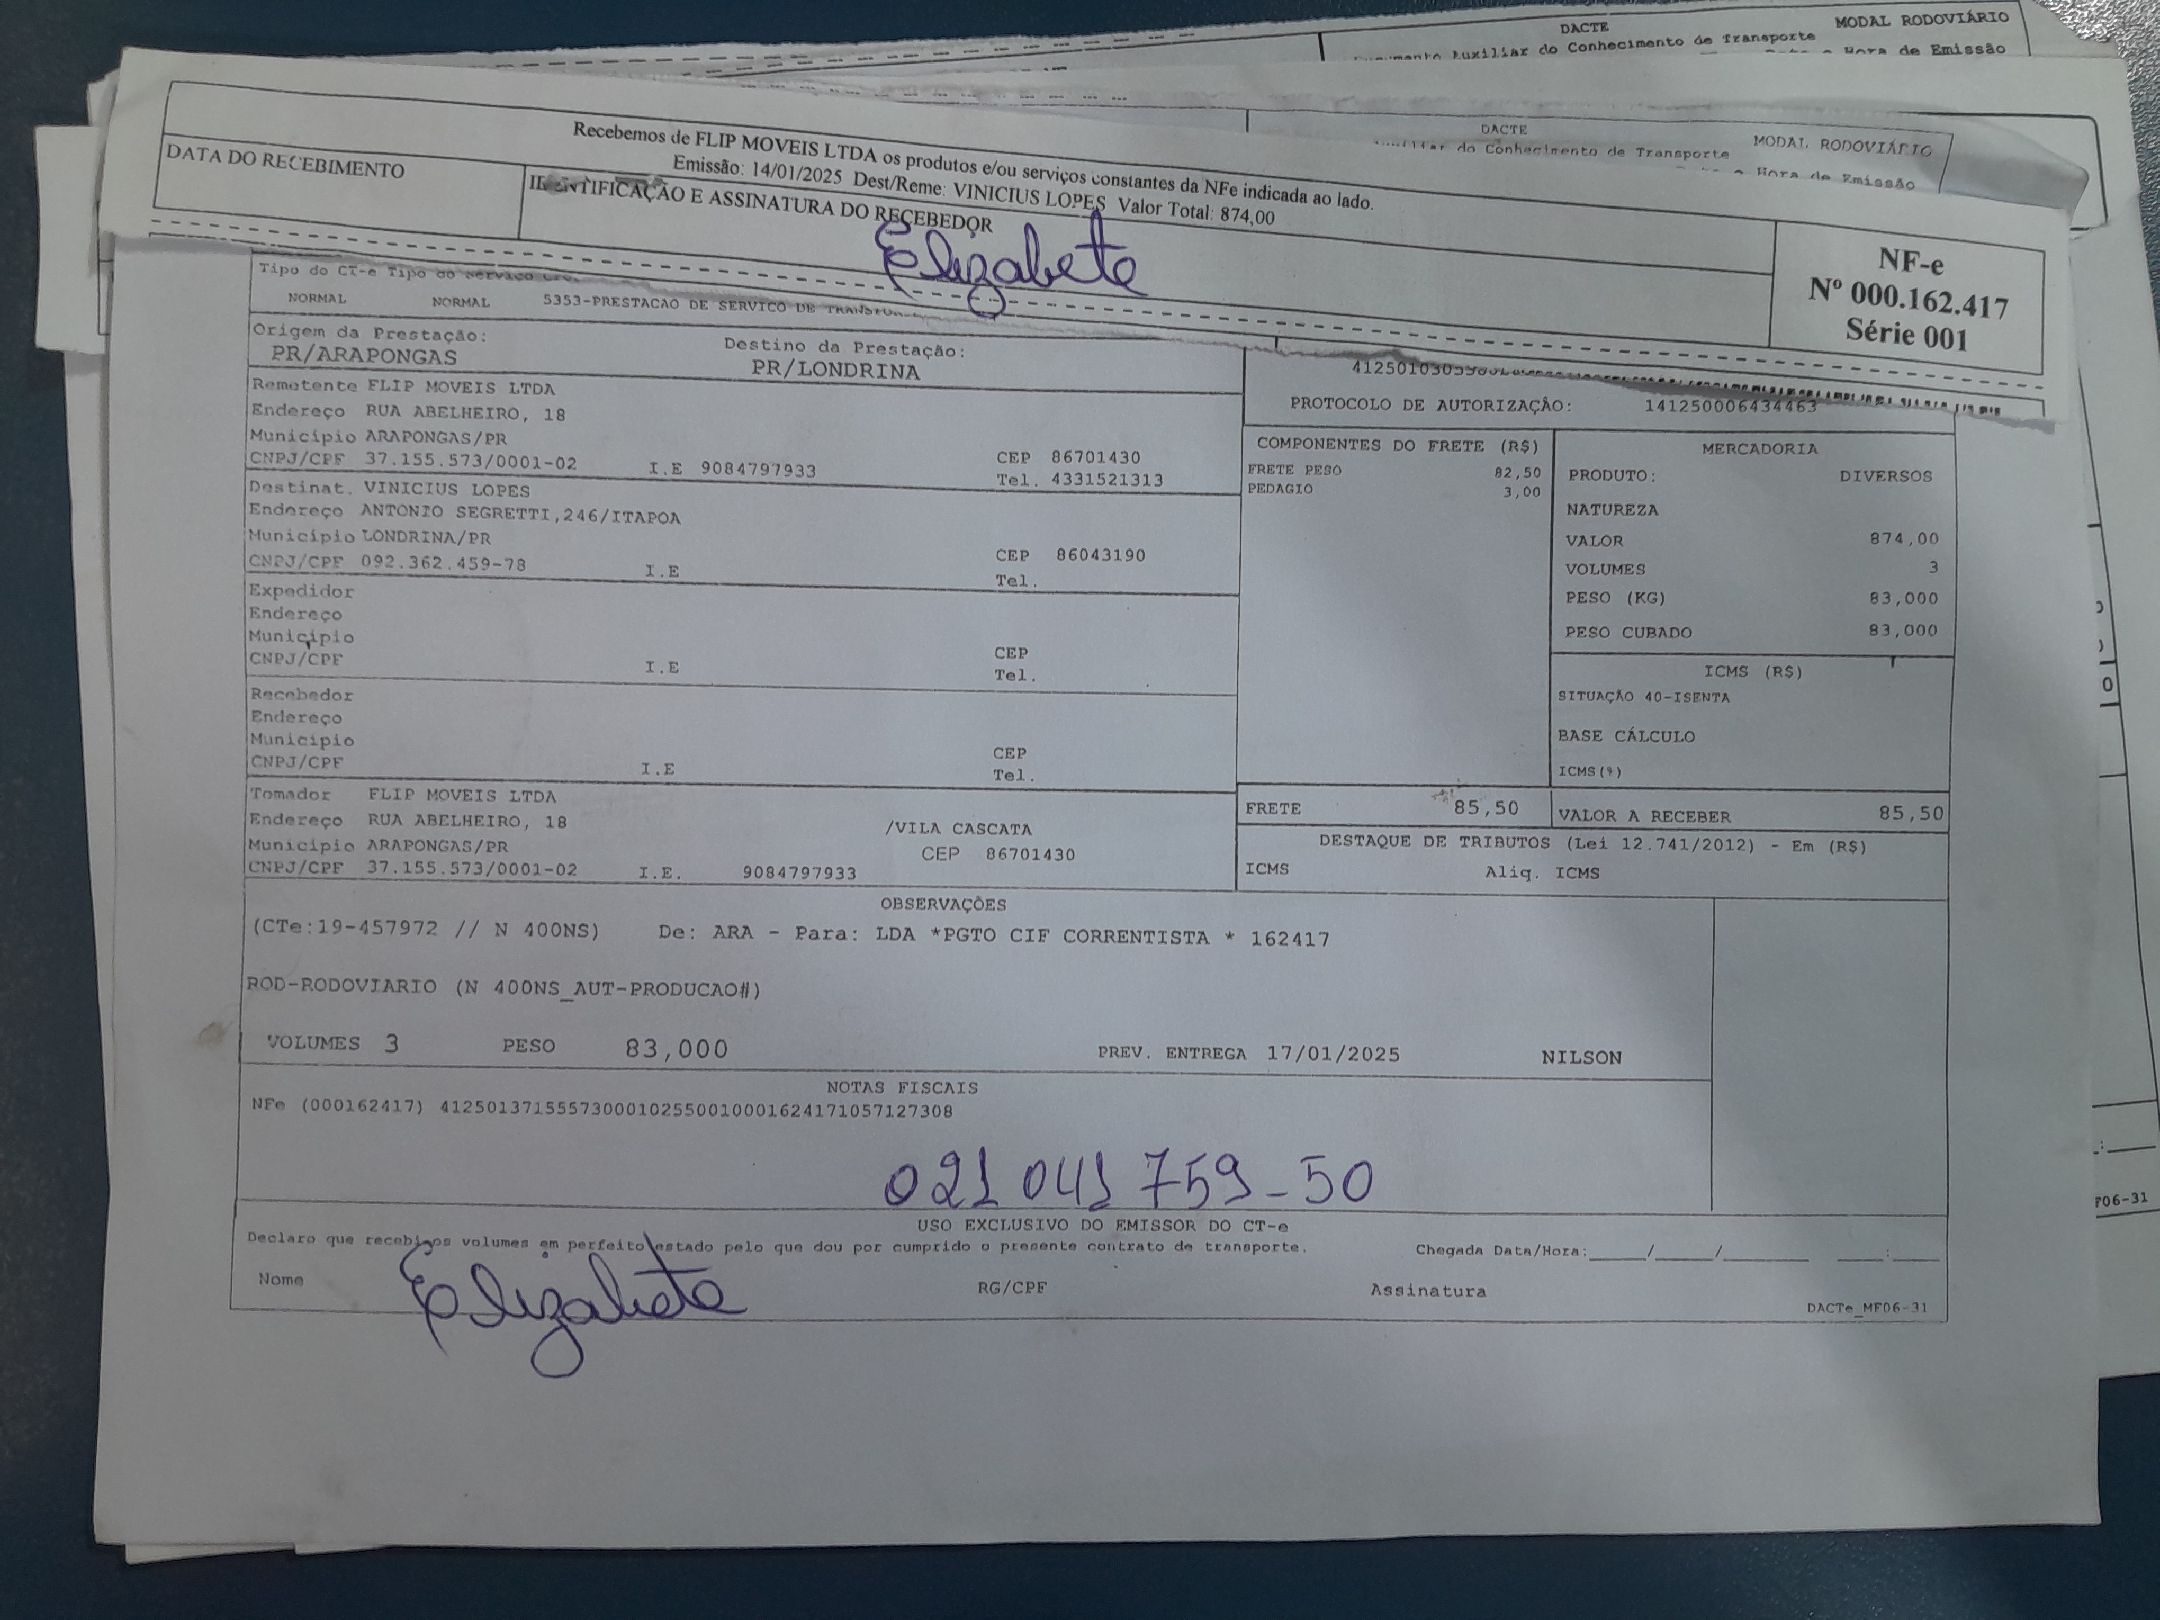 DACTE MODAL RODOVIÁRIO
Auxiliar do Conhecimento de Transporte
Hora de Emissão
DACTE MODAL RODOVIÁRIO
do Conhecimento de Transporte
Hora de Emissão
Recebemos de FLIP MOVEIS LTDA os produtos e/ou serviços constantes da NFe indicada ao lado.
Emissão: 14/01/2025 Dest/Reme: VINICIUS LOPES Valor Total: 874,00
DATA DO RECEBIMENTO
IDENTIFICAÇÃO E ASSINATURA DO RECEBEDOR
Elizabete
NF-e
Nº 000.162.417
Série 001
Tipo do CT-e Tipo do Serviço
NORMAL NORMAL 5353-PRESTACAO DE SERVICO DE
Origem da Prestação: Destino da Prestação:
PR/ARAPONGAS PR/LONDRINA
PROTOCOLO DE AUTORIZAÇÃO: 141250006434463
Remetente FLIP MOVEIS LTDA
Endereço RUA ABELHEIRO, 18
Município ARAPONGAS/PR CEP 86701430
CNPJ/CPF 37.155.573/0001-02 I.E 9084797933 Tel. 4331521313
Destinat. VINICIUS LOPES
Endereço ANTONIO SEGRETTI,246/ITAPOA
Município LONDRINA/PR CEP 86043190
CNPJ/CPF 092.362.459-78 I.E Tel.
Expedidor
Endereço
Município CEP
CNPJ/CPF I.E Tel.
Recebedor
Endereço
Município CEP
CNPJ/CPF I.E Tel.
Tomador FLIP MOVEIS LTDA
Endereço RUA ABELHEIRO, 18 /VILA CASCATA
Município ARAPONGAS/PR CEP 86701430
CNPJ/CPF 37.155.573/0001-02 I.E. 9084797933
COMPONENTES DO FRETE (R$)
FRETE PESO 82,50
PEDAGIO 3,00
MERCADORIA
PRODUTO: DIVERSOS
NATUREZA
VALOR 874,00
VOLUMES 3
PESO (KG) 83,000
PESO CUBADO 83,000
ICMS (R$)
SITUAÇÃO 40-ISENTA
BASE CÁLCULO
ICMS(%)
FRETE 85,50 VALOR A RECEBER 85,50
DESTAQUE DE TRIBUTOS (Lei 12.741/2012) - Em (R$)
ICMS Aliq. ICMS
OBSERVAÇÕES
(CTe:19-457972 // N 400NS) De: ARA - Para: LDA *PGTO CIF CORRENTISTA * 162417
ROD-RODOVIARIO (N 400NS_AUT-PRODUCAO#)
VOLUMES 3 PESO 83,000 PREV. ENTREGA 17/01/2025 NILSON
NOTAS FISCAIS
NFe (000162417) 41250137155573000102550010001624171057127308
021 041 759-50
USO EXCLUSIVO DO EMISSOR DO CT-e
Declaro que recebi os volumes em perfeito estado pelo que dou por cumprido o presente contrato de transporte. Chegada Data/Hora:____/____/______ ___:___
Nome Elizabete RG/CPF Assinatura
DACTe_MF06-31
F06-31